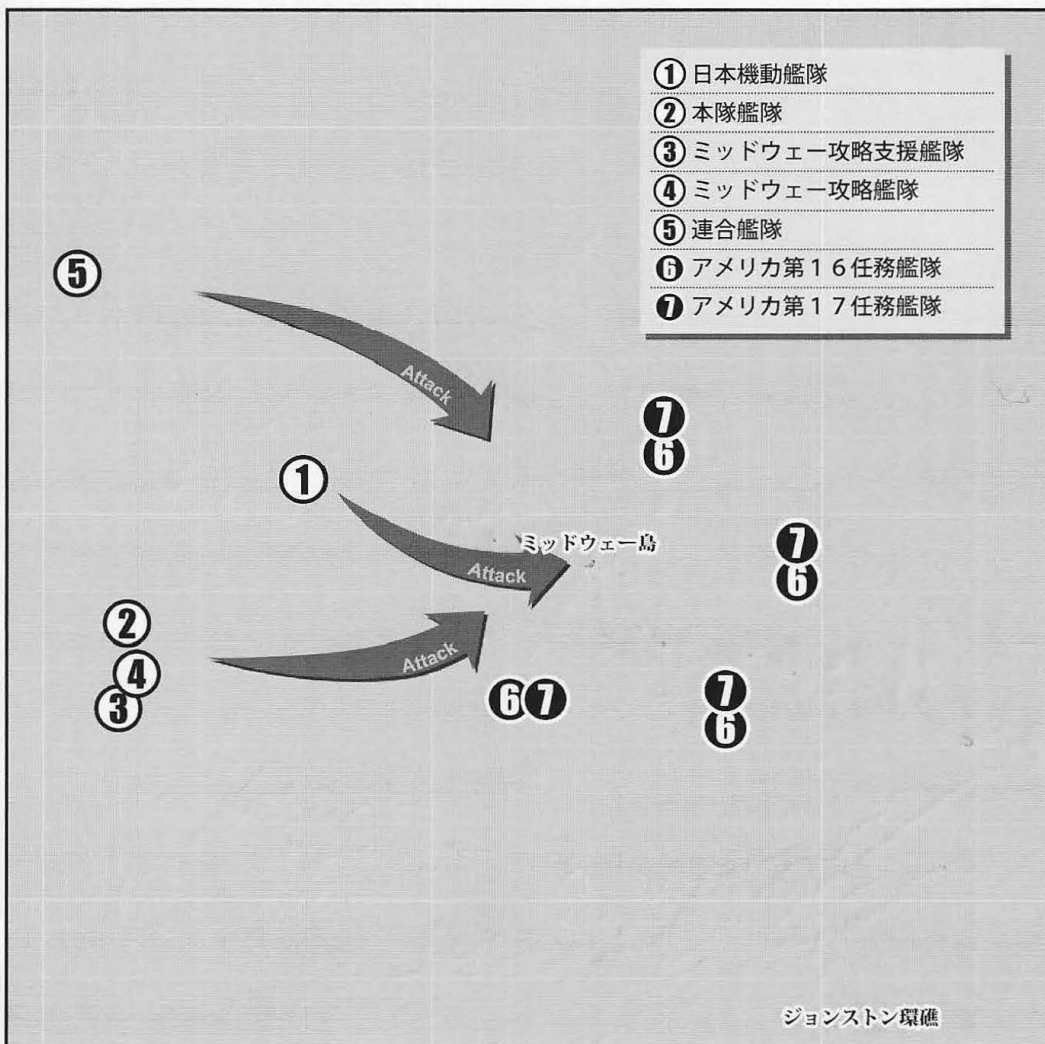 ① 日本機動艦隊
② 本隊艦隊
③ ミッドウェー攻略支援艦隊
④ ミッドウェー攻略艦隊
⑤ 連合艦隊
❻ アメリカ第１６任務艦隊
❼ アメリカ第１７任務艦隊
⑤
Attack
❼
❻
①
ミッドウェー島
Attack
❼
❻
②
④
③
Attack
❻❼
❼
❻
ジョンストン環礁